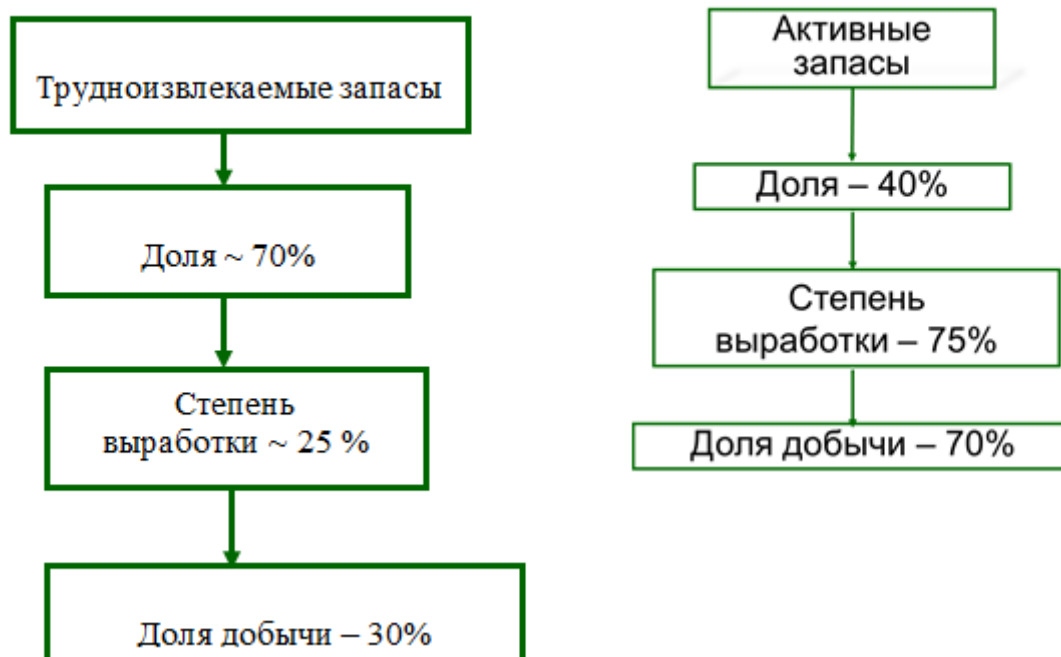 Трудноизвлекаемые запасы
Доля ~ 70%
Степень
выработки ~ 25 %
Доля добычи – 30%
Активные
запасы
Доля – 40%
Степень
выработки – 75%
Доля добычи – 70%